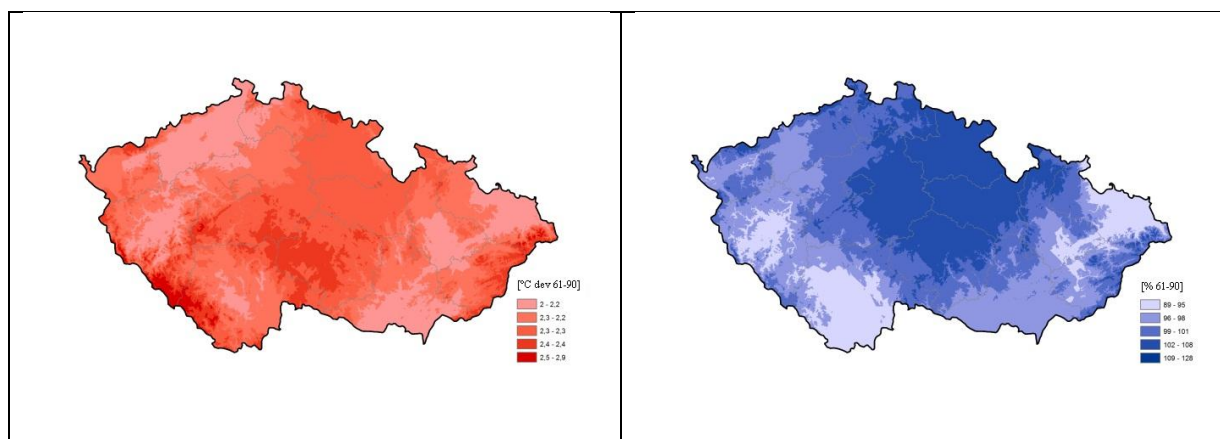 [°C dev 61-90]
2 - 2,2
2,3 - 2,2
2,3 - 2,3
2,4 - 2,4
2,5 - 2,9
[% 61-90]
89 - 95
96 - 98
99 - 101
102 - 108
109 - 128